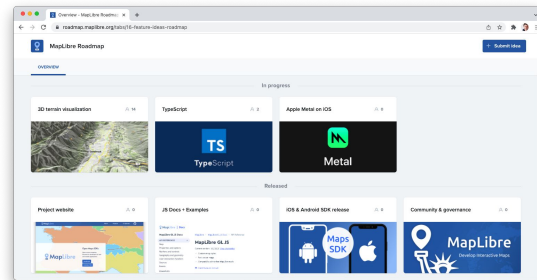 Overview - MapLibre Roadmap
roadmap.maplibre.org/tabs/16-feature-ideas-roadmap
MapLibre Roadmap
+ Submit idea
OVERVIEW
In progress
3D terrain visualization 14
TypeScript 2
Apple Metal on iOS 0
TS
TypeScript
Metal
Released
Project website 0
JS Docs + Examples 0
iOS & Android SDK release 0
Community & governance 0
MapLibre
MapLibre GL JS
Maps
SDK
MapLibre
Develop Interactive Maps